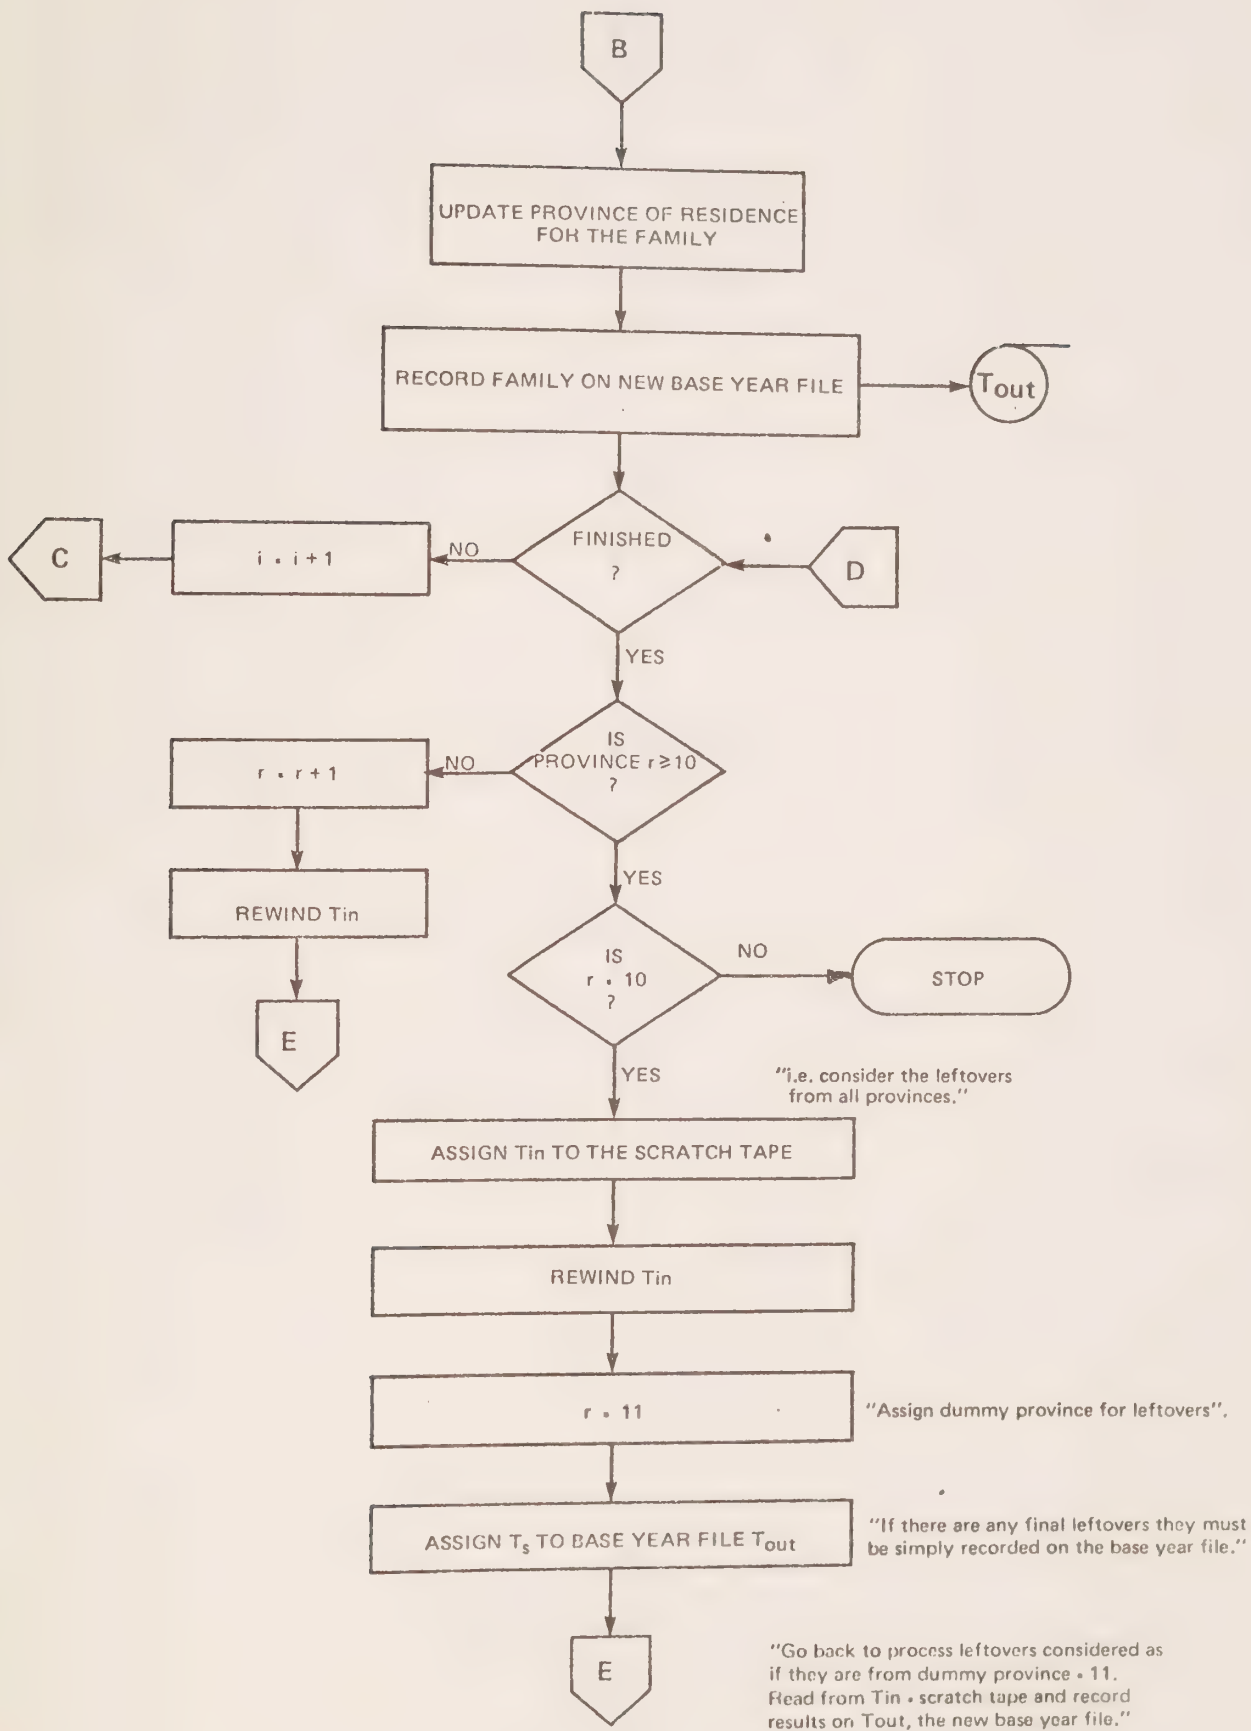 B
UPDATE PROVINCE OF RESIDENCE
FOR THE FAMILY
RECORD FAMILY ON NEW BASE YEAR FILE
Tout
FINISHED
?
NO
i = i + 1
C
D
YES
IS
PROVINCE r ≥ 10
?
NO
r = r + 1
REWIND Tin
E
YES
IS
r = 10
?
NO
STOP
YES
"i.e. consider the leftovers
from all provinces."
ASSIGN Tin TO THE SCRATCH TAPE
REWIND Tin
r = 11
"Assign dummy province for leftovers".
ASSIGN Ts TO BASE YEAR FILE Tout
"If there are any final leftovers they must
be simply recorded on the base year file."
E
"Go back to process leftovers considered as
if they are from dummy province = 11.
Read from Tin = scratch tape and record
results on Tout, the new base year file."